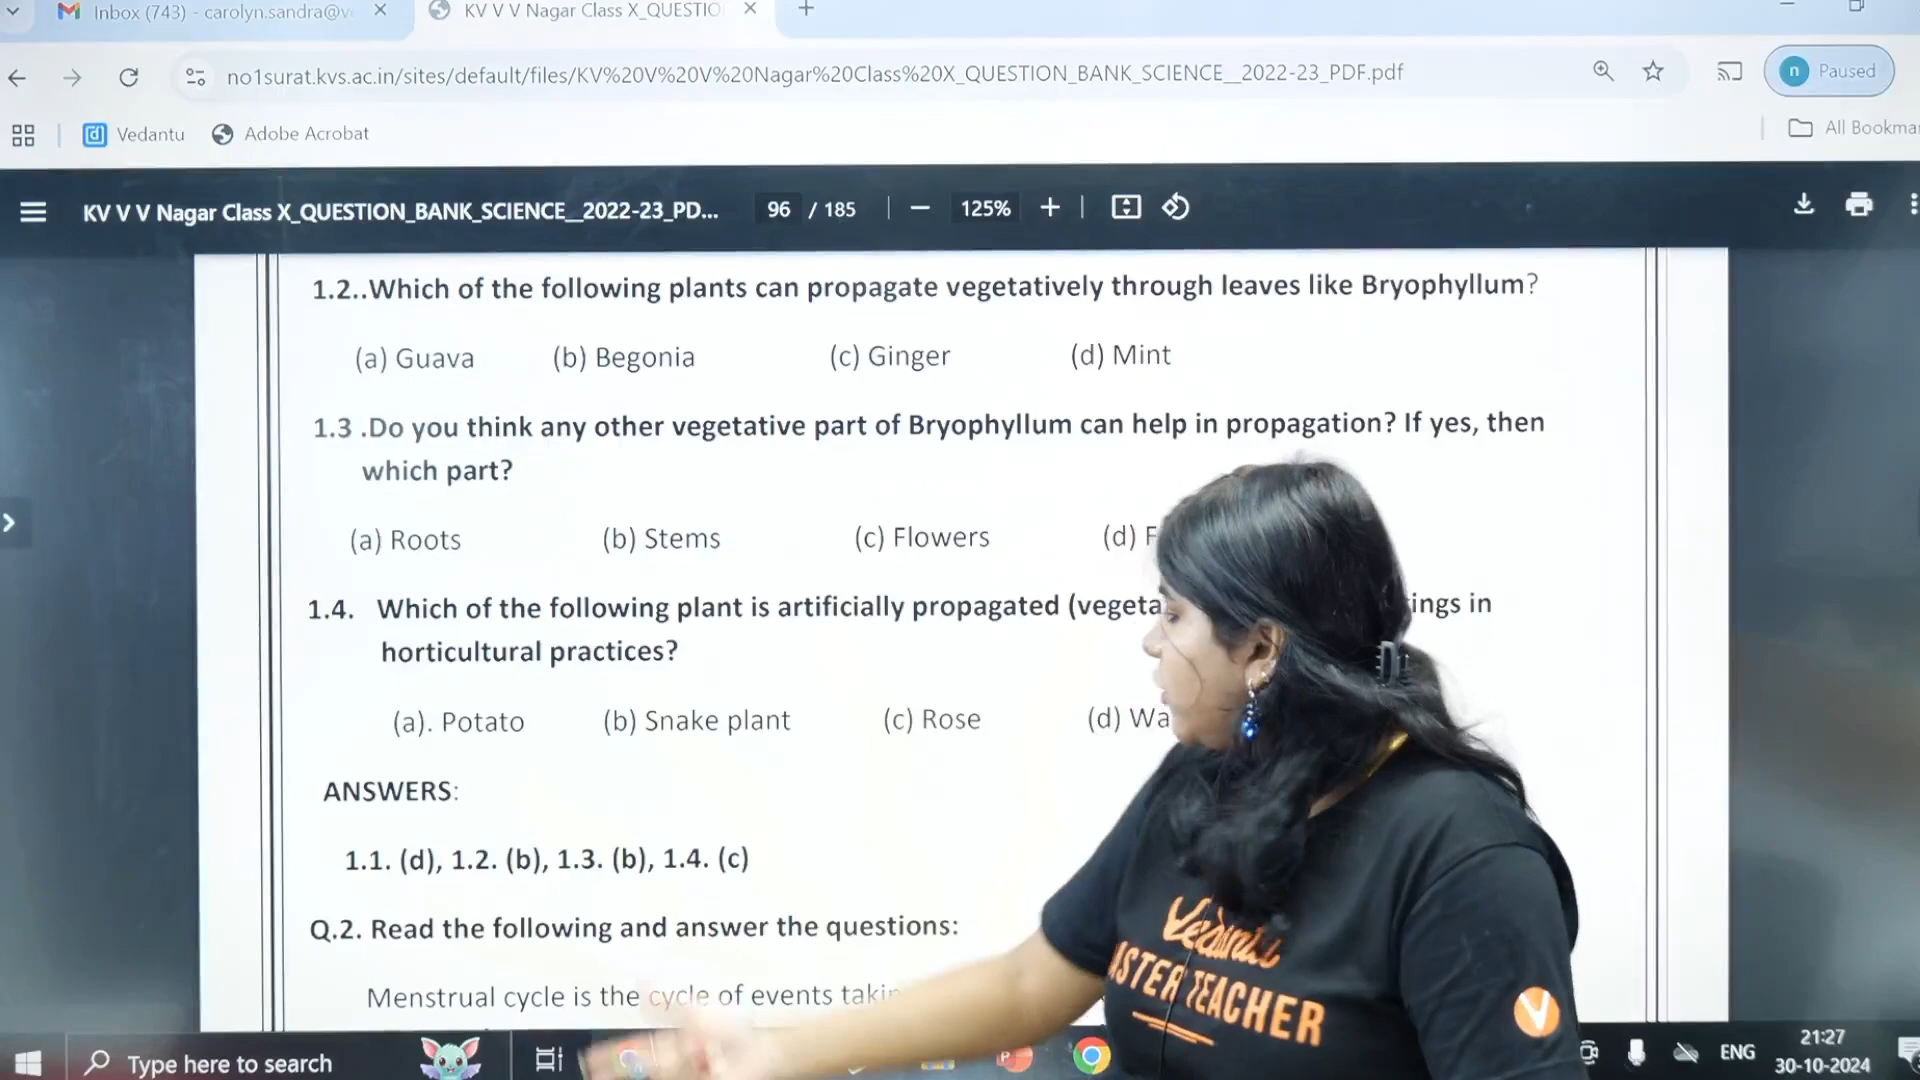 Inbox (743) - carolyn.sandra@v
KV V V Nagar Class X_QUESTIO
no1surat.kvs.ac.in/sites/default/files/KV%20V%20V%20Nagar%20Class%20X_QUESTION_BANK_SCIENCE__2022-23_PDF.pdf
n Paused
Vedantu
Adobe Acrobat
All Bookma
KV V V Nagar Class X_QUESTION_BANK_SCIENCE__2022-23_PD...
96 / 185
125%
1.2..Which of the following plants can propagate vegetatively through leaves like Bryophyllum?
(a) Guava (b) Begonia (c) Ginger (d) Mint
1.3 .Do you think any other vegetative part of Bryophyllum can help in propagation? If yes, then
which part?
(a) Roots (b) Stems (c) Flowers (d) F
1.4. Which of the following plant is artificially propagated (vegeta ings in
horticultural practices?
(a). Potato (b) Snake plant (c) Rose (d) Wa
ANSWERS:
1.1. (d), 1.2. (b), 1.3. (b), 1.4. (c)
Q.2. Read the following and answer the questions:
Menstrual cycle is the cycle of events takin
Vedantu
ASTER TEACHER
V
Type here to search
P
ENG
21:27
30-10-2024